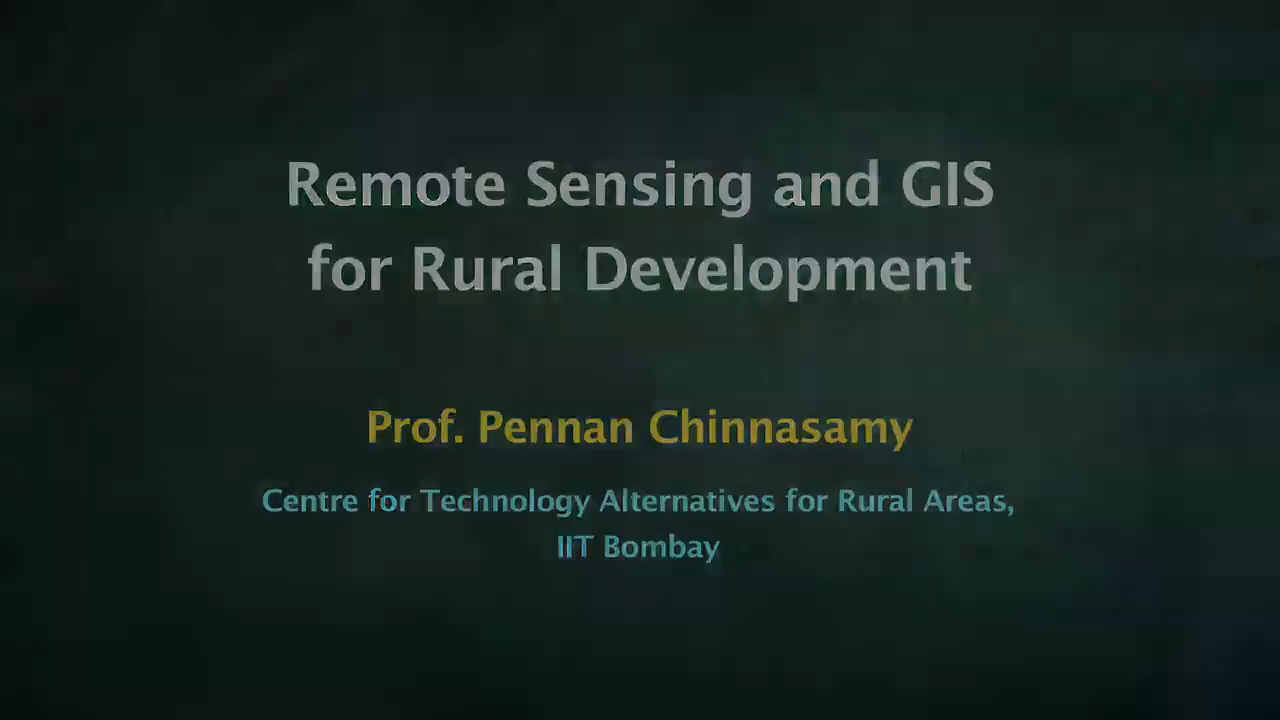 Remote Sensing and GIS
for Rural Development
Prof. Pennan Chinnasamy
Centre for Technology Alternatives for Rural Areas,
IIT Bombay